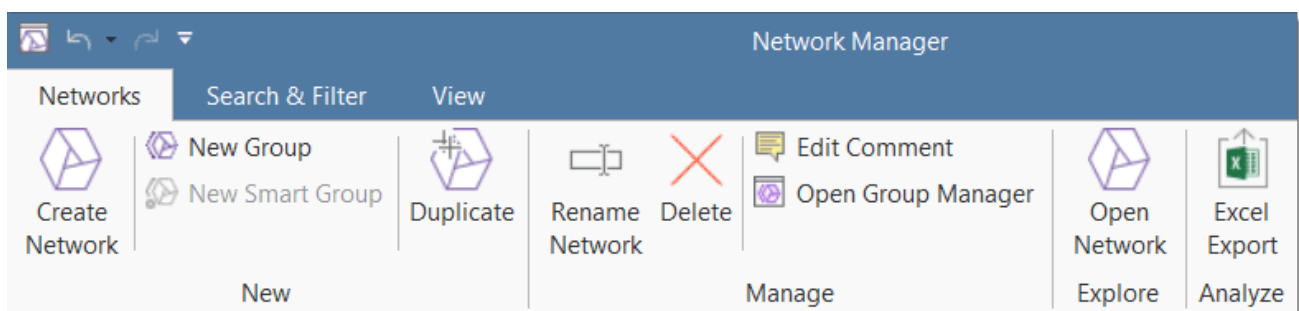 Network Manager
Networks Search & Filter View
New Group Edit Comment
New Smart Group Open Group Manager
Create Duplicate Rename Delete Open Excel
Network Network Network Export
New Manage Explore Analyze